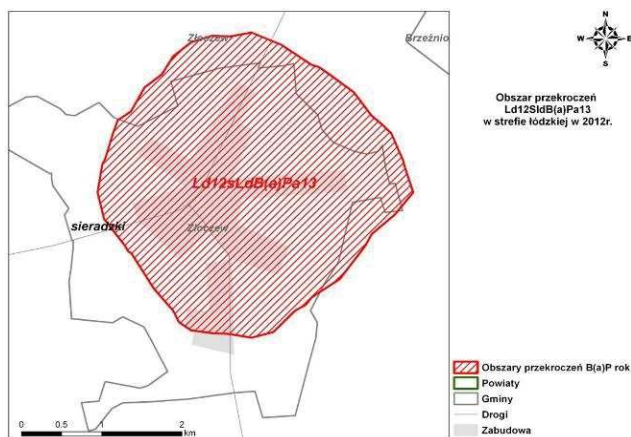 Złoczew
Brzeźnio
N
W E
S
Obszar przekroczeń
Ld12SldB(a)Pa13
w strefie łódzkiej w 2012r.
Ld12sLdB(a)Pa13
sieradzki
Złoczew
Obszary przekroczeń B(a)P rok
Powiaty
Gminy
Drogi
Zabudowa
0 0.5 1 2
km